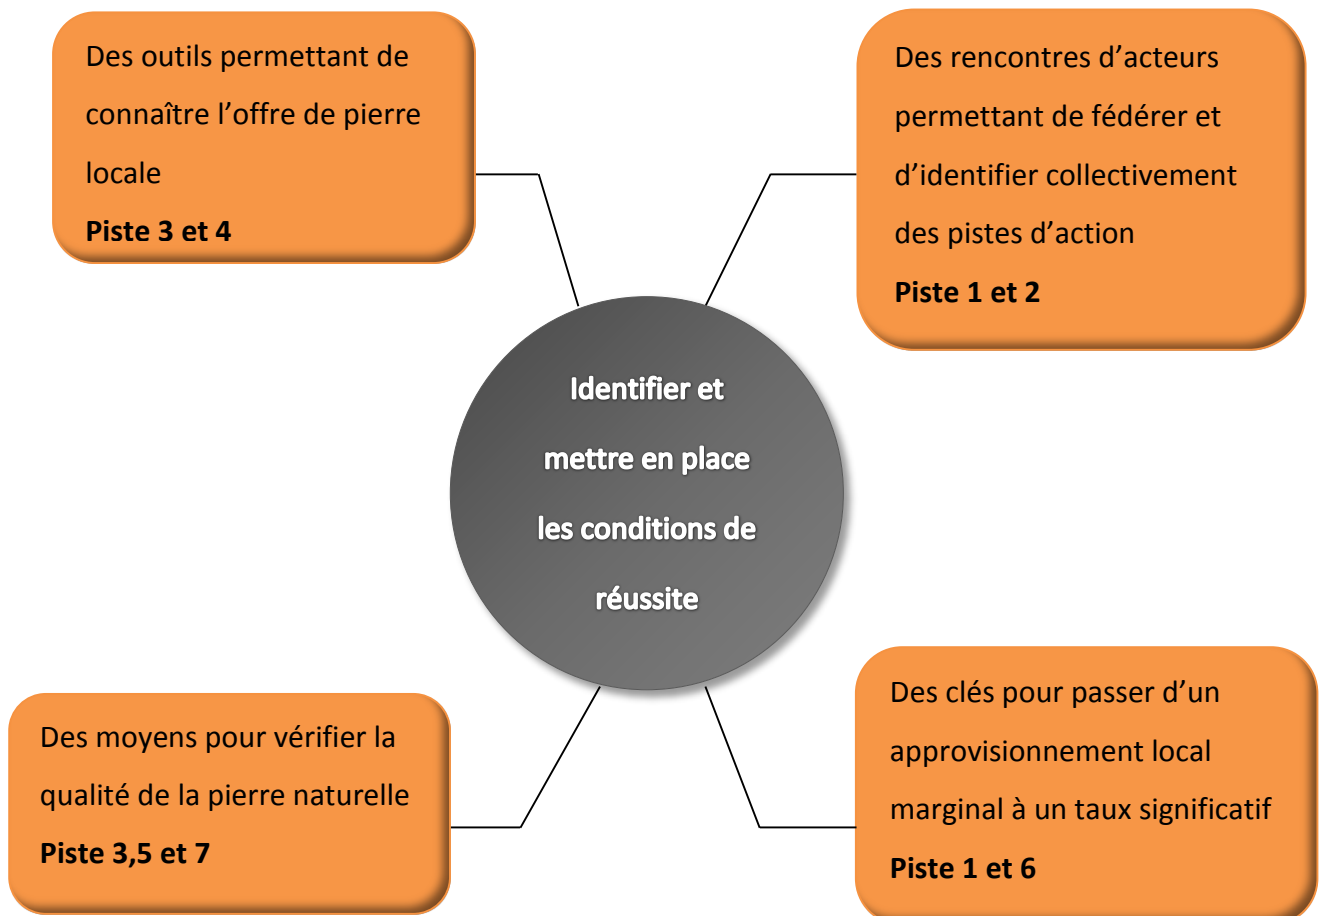 Des outils permettant de
connaître l’offre de pierre
locale
Piste 3 et 4
Des rencontres d’acteurs
permettant de fédérer et
d’identifier collectivement
des pistes d’action
Piste 1 et 2
Identifier et
mettre en place
les conditions de
réussite
Des moyens pour vérifier la
qualité de la pierre naturelle
Piste 3,5 et 7
Des clés pour passer d’un
approvisionnement local
marginal à un taux significatif
Piste 1 et 6